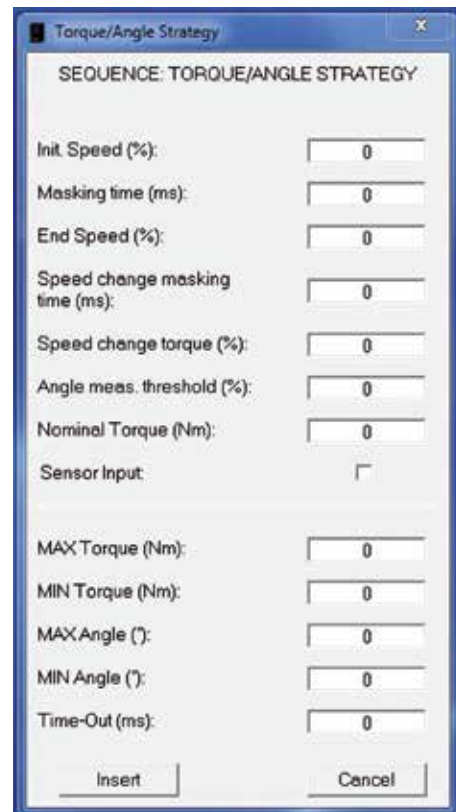 Torque/Angle Strategy
x
SEQUENCE: TORQUE/ANGLE STRATEGY
Init. Speed (%): 0
Masking time (ms): 0
End Speed (%): 0
Speed change masking
time (ms): 0
Speed change torque (%): 0
Angle meas. threshold (%): 0
Nominal Torque (Nm): 0
Sensor Input:
MAX Torque (Nm): 0
MIN Torque (Nm): 0
MAX Angle (°): 0
MIN Angle (°): 0
Time-Out (ms): 0
Insert Cancel